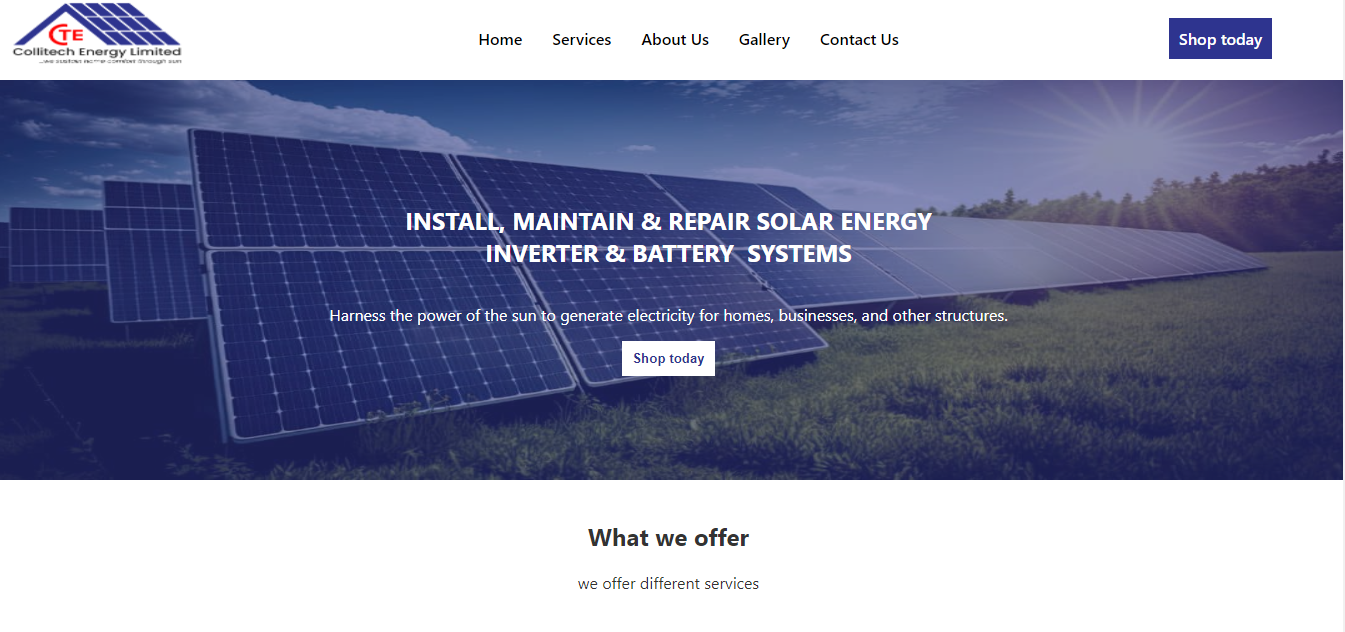 CTE
Collitech Energy Limited
...we sustain home comfort through sun
Home Services About Us Gallery Contact Us
Shop today
INSTALL, MAINTAIN & REPAIR SOLAR ENERGY
INVERTER & BATTERY  SYSTEMS
Harness the power of the sun to generate electricity for homes, businesses, and other structures.
Shop today
What we offer
we offer different services